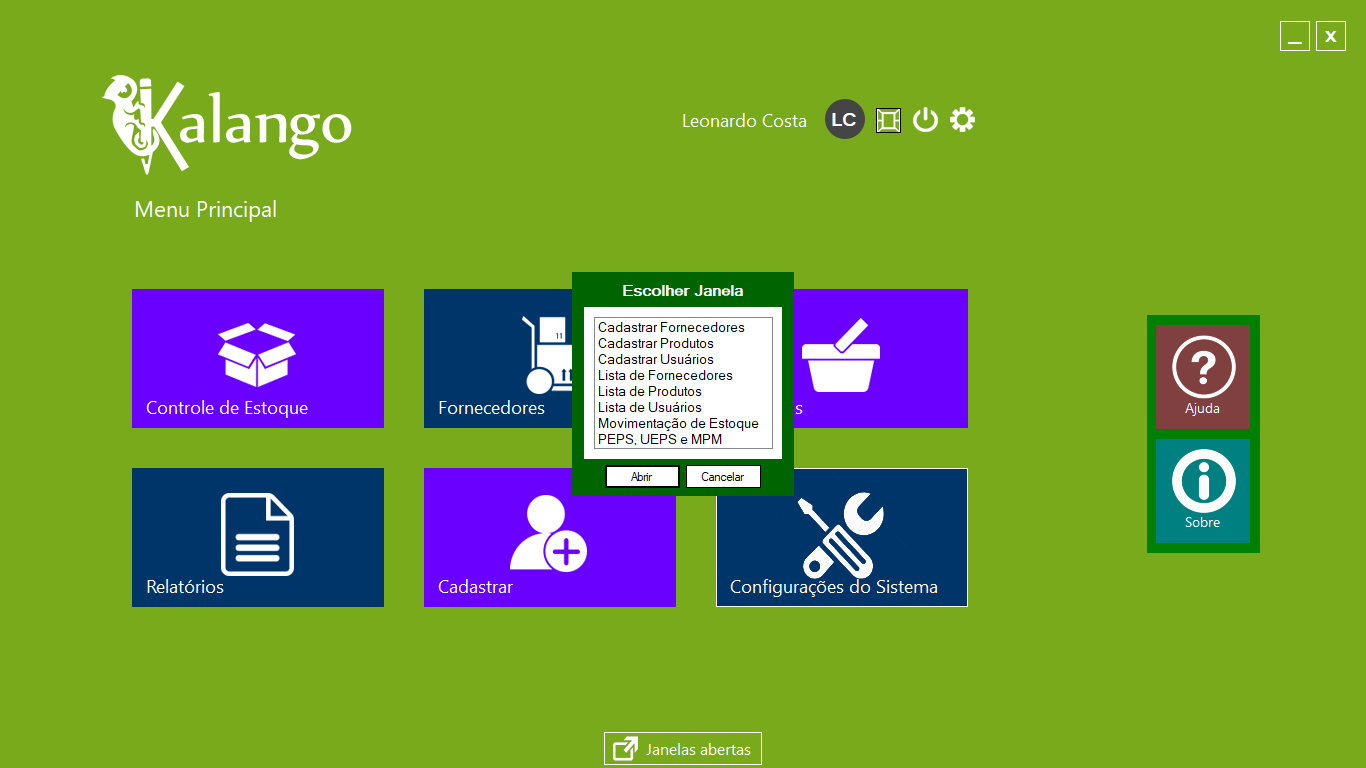 _ x
Kalango
Leonardo Costa LC
Menu Principal
Escolher Janela
Cadastrar Fornecedores
Cadastrar Produtos
Cadastrar Usuários
Lista de Fornecedores
Lista de Produtos
Lista de Usuários
Movimentação de Estoque
PEPS, UEPS e MPM
Abrir Cancelar
Controle de Estoque
Fornecedores
Relatórios
Cadastrar
Configurações do Sistema
Ajuda
Sobre
Janelas abertas